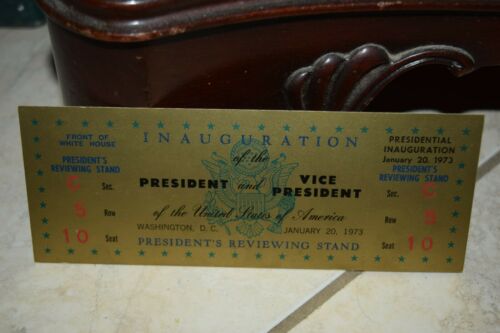 FRONT OF
WHITE HOUSE
PRESIDENT'S
REVIEWING STAND
C Sec.
5 Row
10 Seat
INAUGURATION
of the
PRESIDENT and VICE PRESIDENT
of the United States of America
WASHINGTON, D. C. JANUARY 20, 1973
PRESIDENT'S REVIEWING STAND
PRESIDENTIAL
INAUGURATION
January 20, 1973
PRESIDENT'S
REVIEWING STAND
Sec. C
Row 5
Seat 10